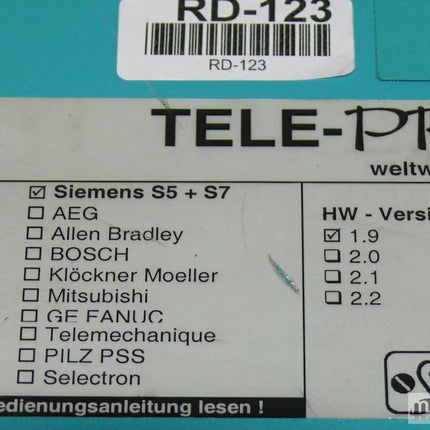 RD-123
RD-123
TELE-PR
weltw
☑ Siemens S5 + S7
☐ AEG
☐ Allen Bradley
☐ BOSCH
☐ Klöckner Moeller
☐ Mitsubishi
☐ GE FANUC
☐ Telemechanique
☐ PILZ PSS
☐ Selectron
HW - Versi
☑ 1.9
☐ 2.0
☐ 2.1
☐ 2.2
edienungsanleitung lesen !